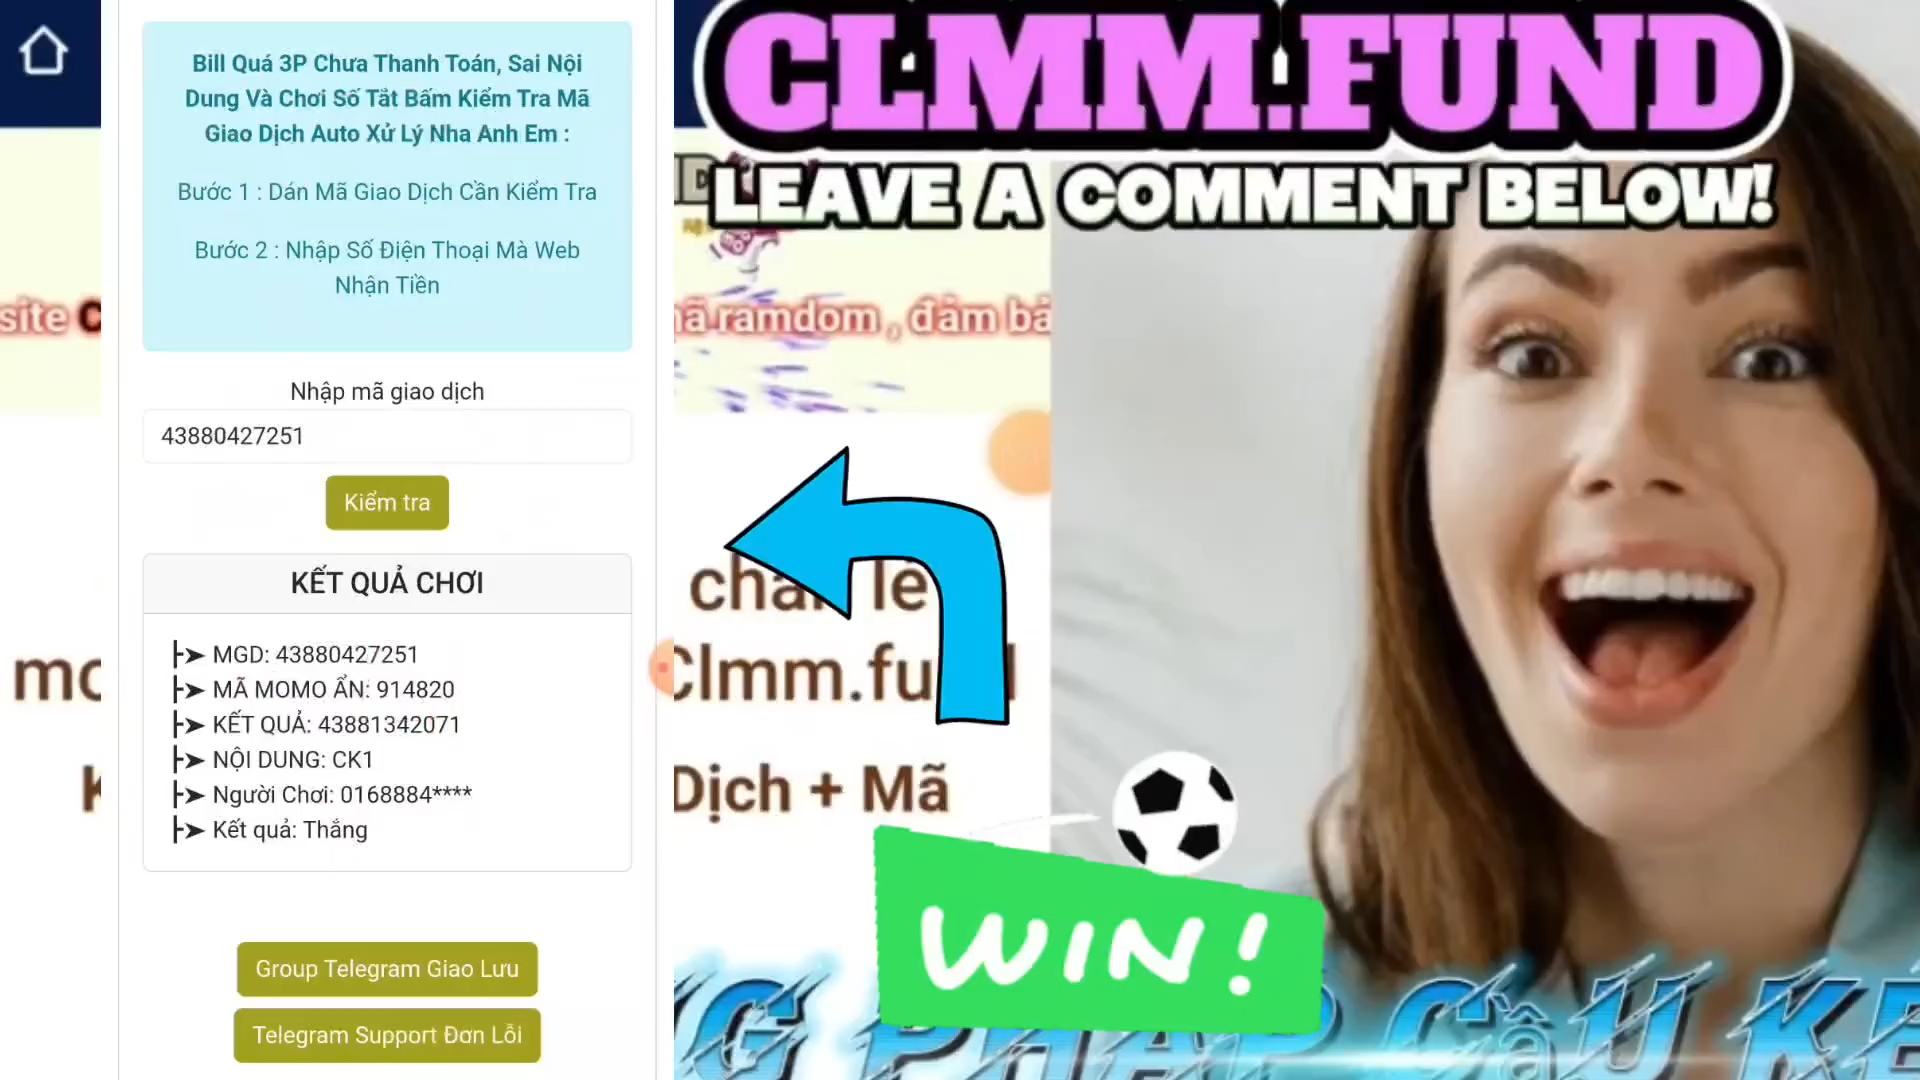 Bill Quá 3P Chưa Thanh Toán, Sai Nội
Dung Và Chơi Số Tắt Bấm Kiểm Tra Mã
Giao Dịch Auto Xử Lý Nha Anh Em :
Bước 1 : Dán Mã Giao Dịch Cần Kiểm Tra
Bước 2 : Nhập Số Điện Thoại Mà Web
Nhận Tiền
Nhập mã giao dịch
43880427251
Kiểm tra
KẾT QUẢ CHƠI
MGD: 43880427251
MÃ MOMO ẨN: 914820
KẾT QUẢ: 43881342071
NỘI DUNG: CK1
Người Chơi: 0168884****
Kết quả: Thắng
Group Telegram Giao Lưu
Telegram Support Đơn Lỗi
CLMM.FUND
LEAVE A COMMENT BELOW!
site
ramdom , đảm
Dịch + Mã
WIN!
PHÁP CẦU